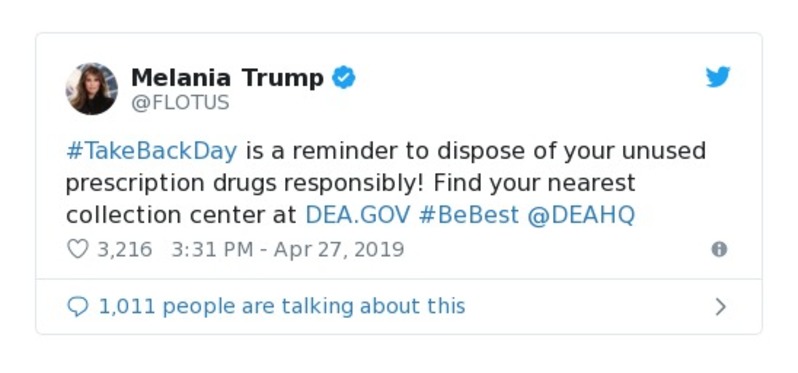 Melania Trump
@FLOTUS
#TakeBackDay is a reminder to dispose of your unused
prescription drugs responsibly! Find your nearest
collection center at DEA.GOV #BeBest @DEAHQ
3,216 3:31 PM - Apr 27, 2019
1,011 people are talking about this